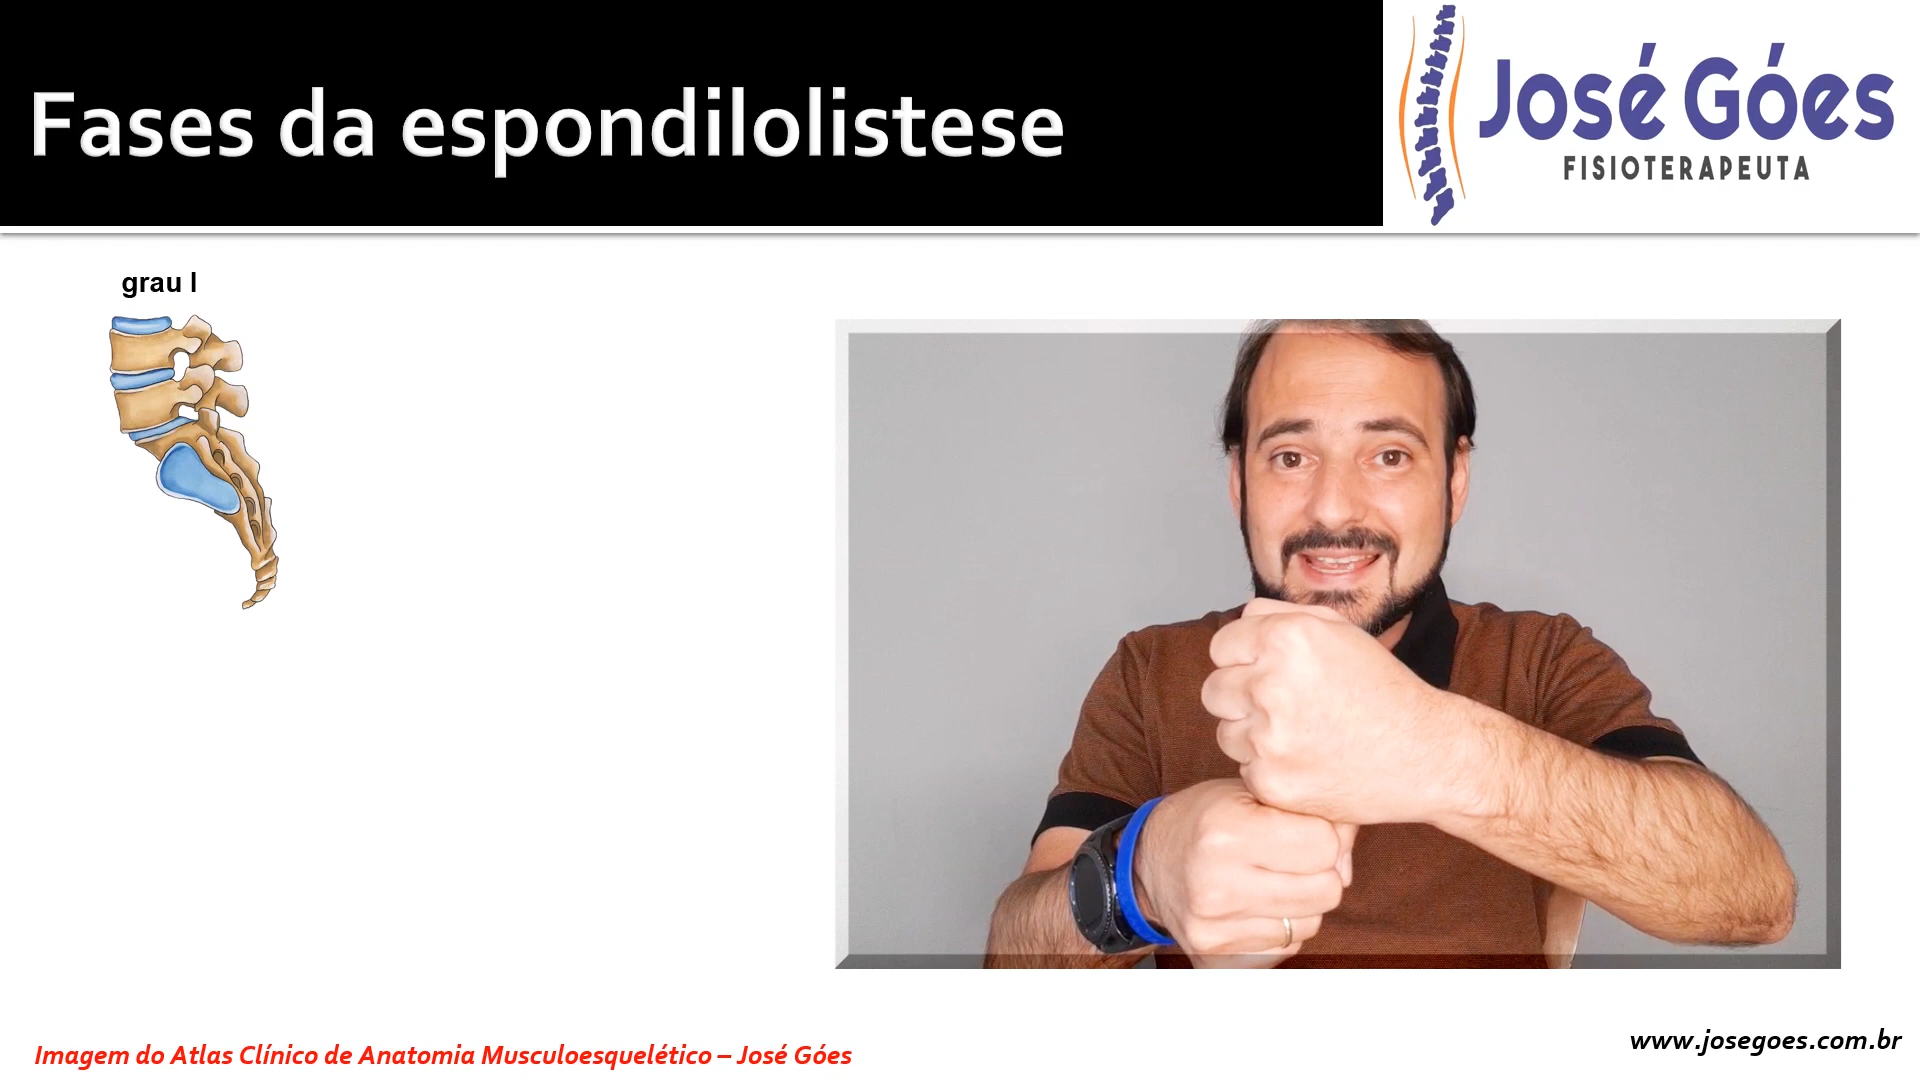 Fases da espondilolistese
José Góes
FISIOTERAPEUTA
grau I
Imagem do Atlas Clínico de Anatomia Musculoesquelético – José Góes
www.josegoes.com.br